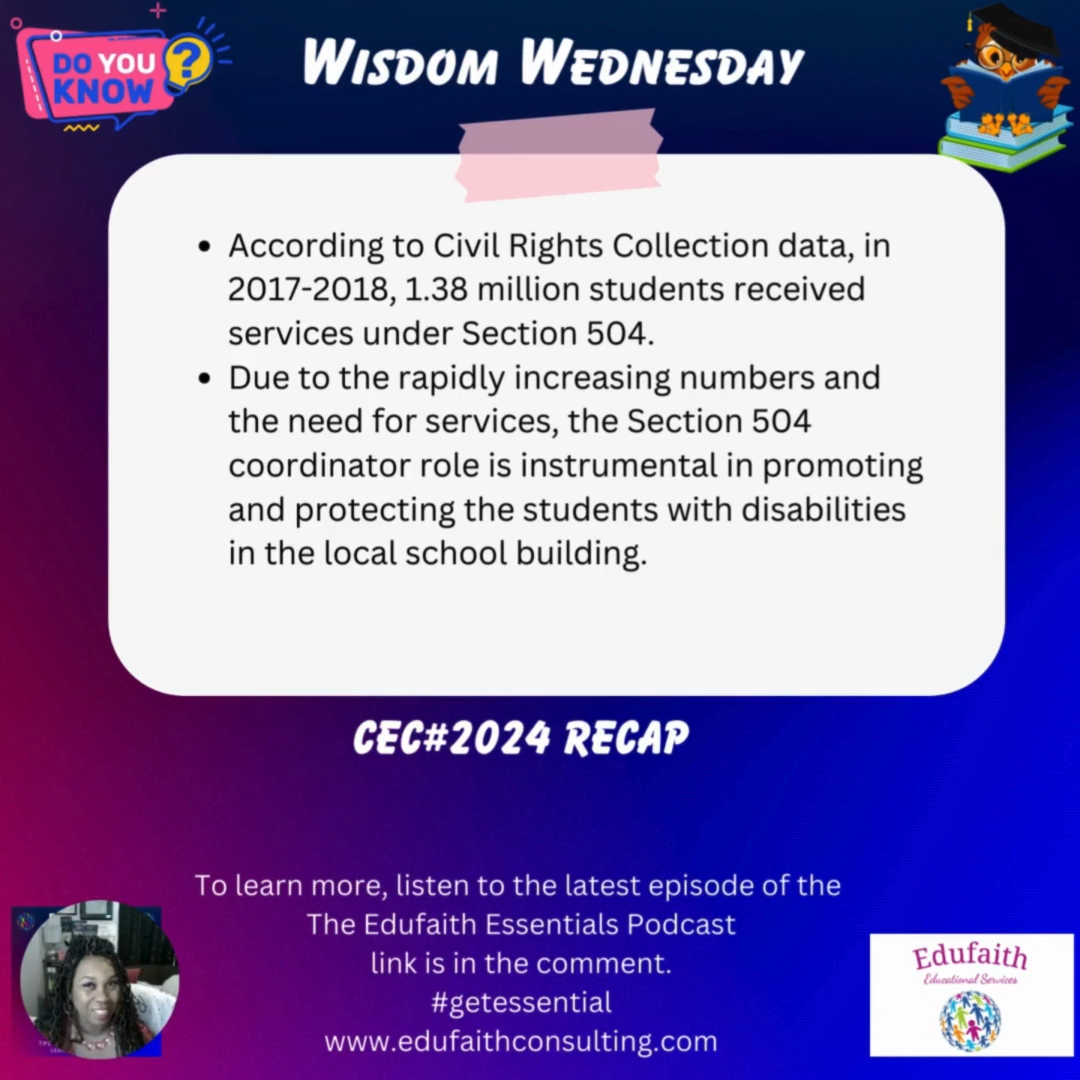 DO YOU
KNOW
?
Wisdom Wednesday
• According to Civil Rights Collection data, in
2017-2018, 1.38 million students received
services under Section 504.
• Due to the rapidly increasing numbers and
the need for services, the Section 504
coordinator role is instrumental in promoting
and protecting the students with disabilities
in the local school building.
CEC#2024 RECAP
To learn more, listen to the latest episode of the
The Edufaith Essentials Podcast
link is in the comment.
#getessential
www.edufaithconsulting.com
Edufaith
Educational Services